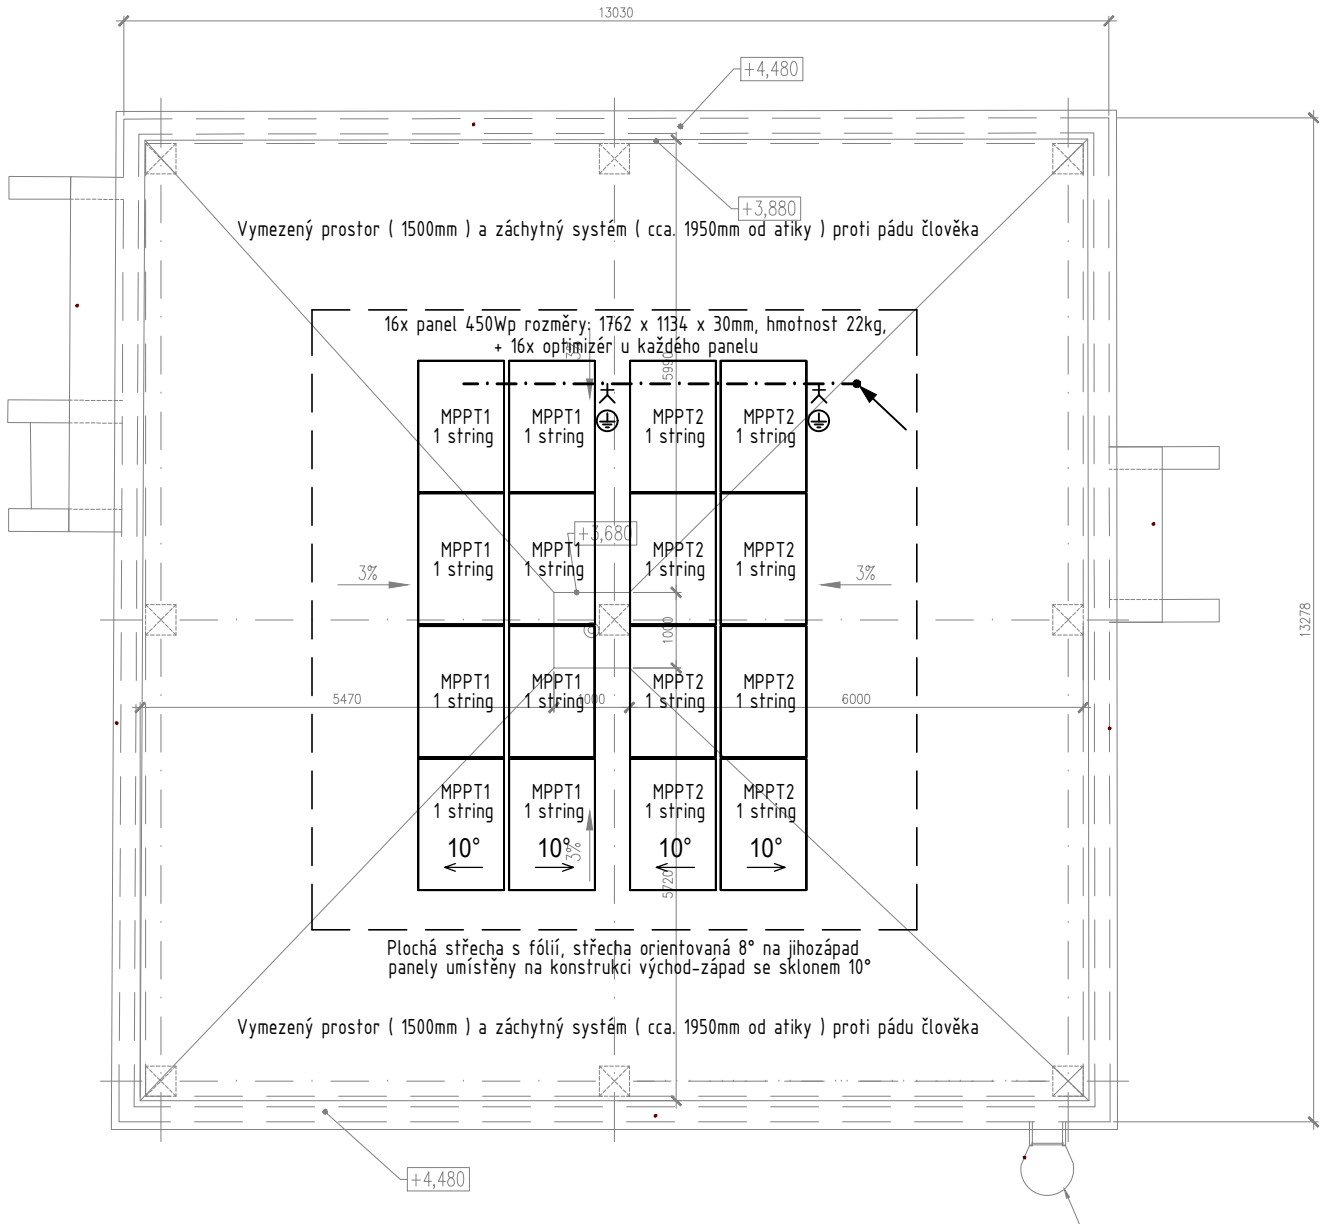 13030
+4,480
+3,880
Vymezený prostor ( 1500mm ) a záchytný systém ( cca. 1950mm od atiky ) proti pádu člověka
16x panel 450Wp rozměry: 1762 x 1134 x 30mm, hmotnost 22kg,
+ 16x optimizér u každého panelu
3%
5990
MPPT1
1 string
MPPT1
1 string
MPPT2
1 string
MPPT2
1 string
+3,680
MPPT1
1 string
MPPT1
1 string
MPPT2
1 string
MPPT2
1 string
3%
3%
1000
13278
MPPT1
1 string
MPPT1
1 string
MPPT2
1 string
MPPT2
1 string
5470
1000
6000
MPPT1
1 string
MPPT1
1 string
MPPT2
1 string
MPPT2
1 string
10°
10°
10°
10°
3%
5720
Plochá střecha s fólií, střecha orientovaná 8° na jihozápad
panely umístěny na konstrukci východ-západ se sklonem 10°
Vymezený prostor ( 1500mm ) a záchytný systém ( cca. 1950mm od atiky ) proti pádu člověka
+4,480